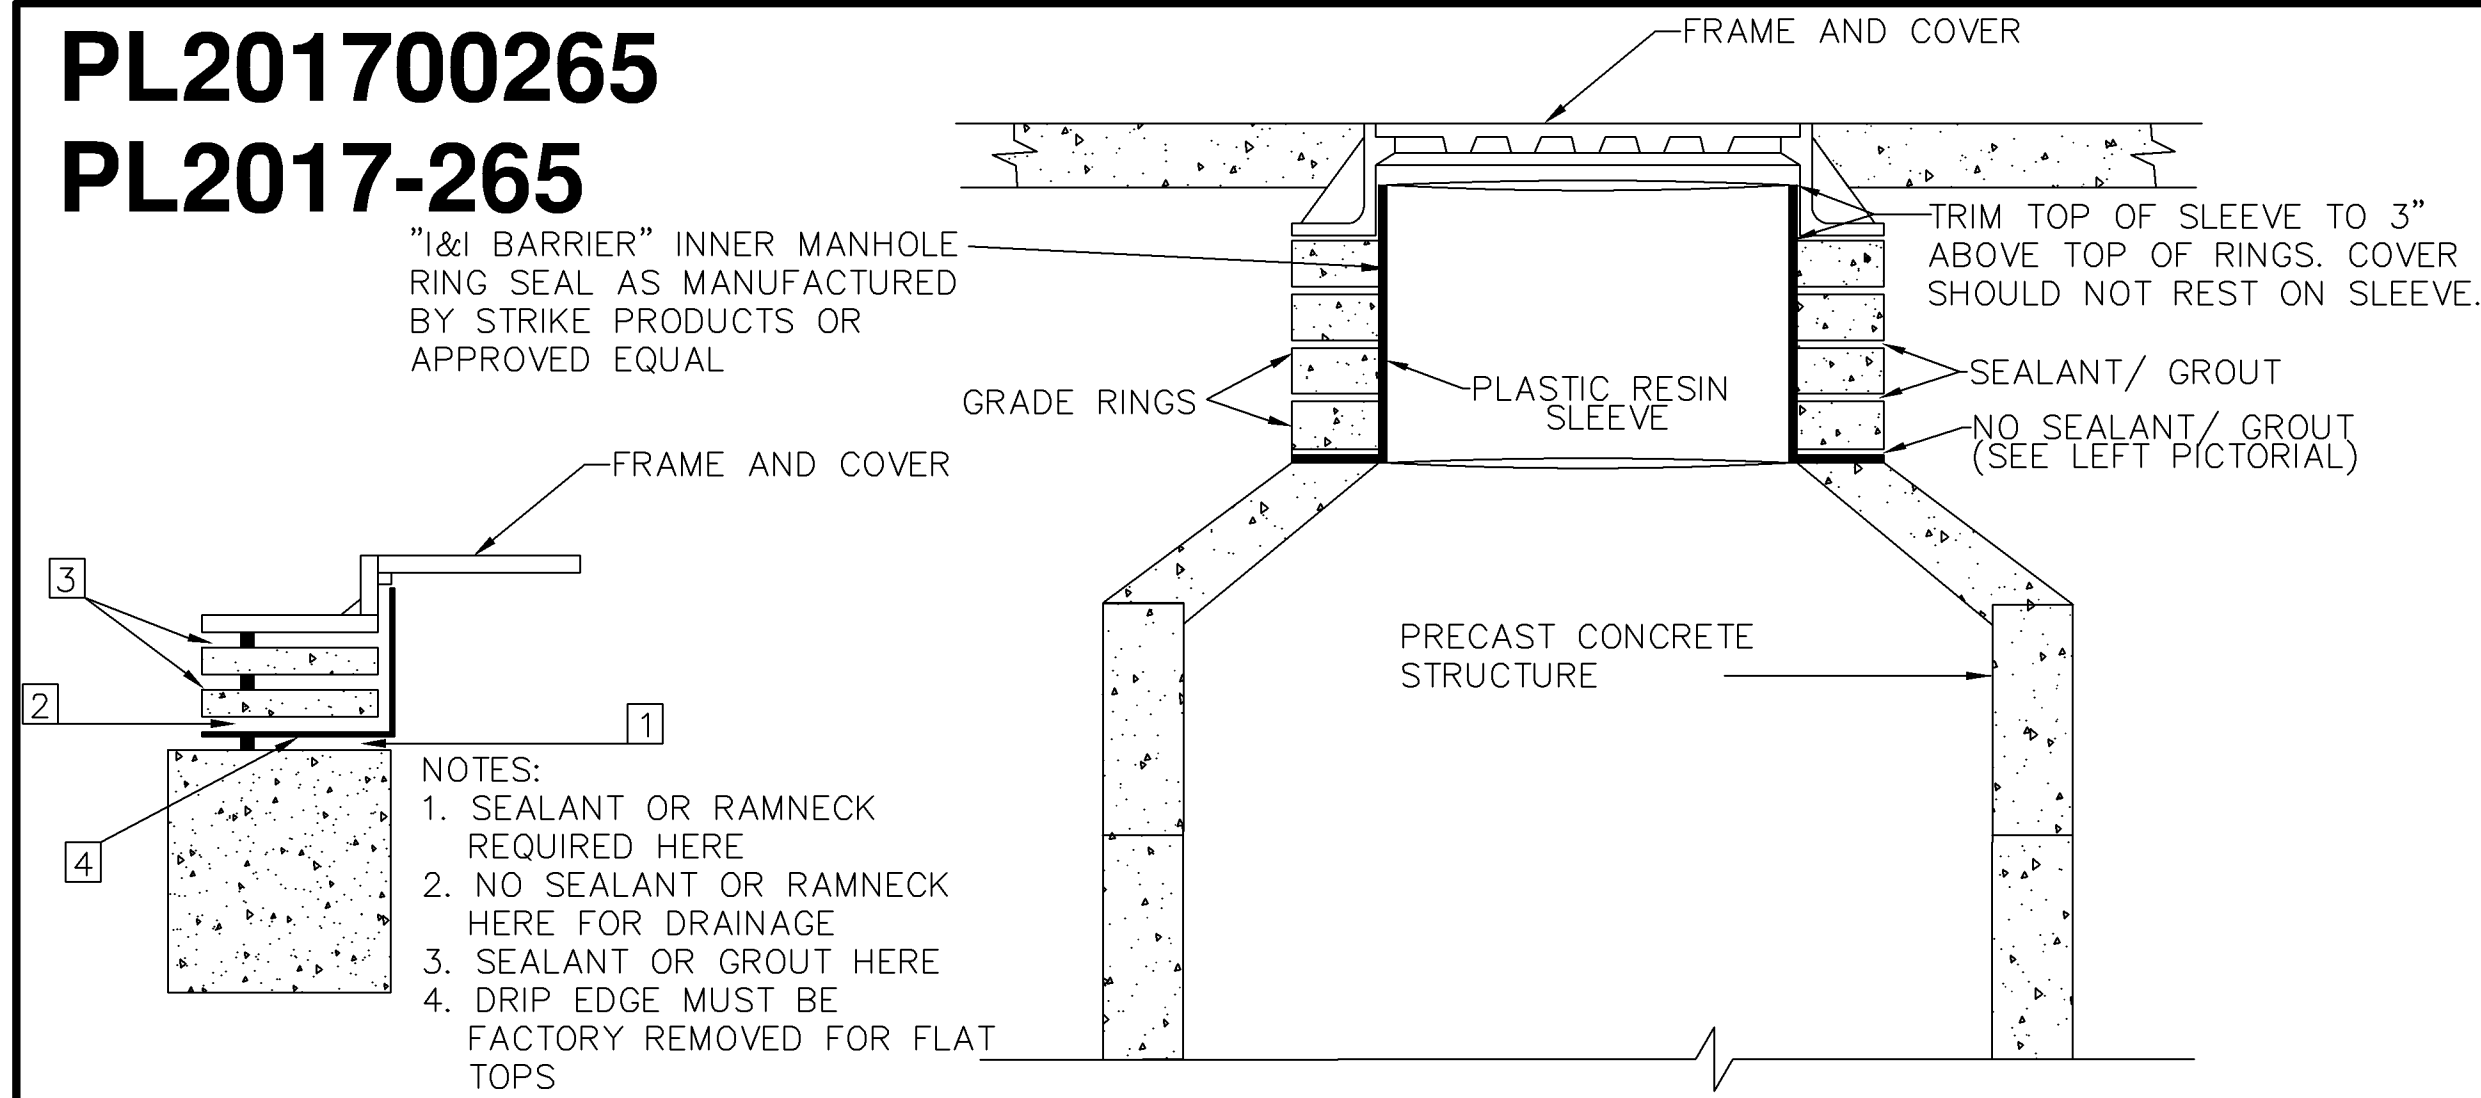 PL201700265
PL2017-265
FRAME AND COVER
"I&I BARRIER" INNER MANHOLE
RING SEAL AS MANUFACTURED
BY STRIKE PRODUCTS OR
APPROVED EQUAL
TRIM TOP OF SLEEVE TO 3"
ABOVE TOP OF RINGS. COVER
SHOULD NOT REST ON SLEEVE.
GRADE RINGS
PLASTIC RESIN
SLEEVE
SEALANT/ GROUT
NO SEALANT/ GROUT
(SEE LEFT PICTORIAL)
FRAME AND COVER
3
2
1
4
PRECAST CONCRETE
STRUCTURE
NOTES:
1. SEALANT OR RAMNECK
REQUIRED HERE
2. NO SEALANT OR RAMNECK
HERE FOR DRAINAGE
3. SEALANT OR GROUT HERE
4. DRIP EDGE MUST BE
FACTORY REMOVED FOR FLAT
TOPS